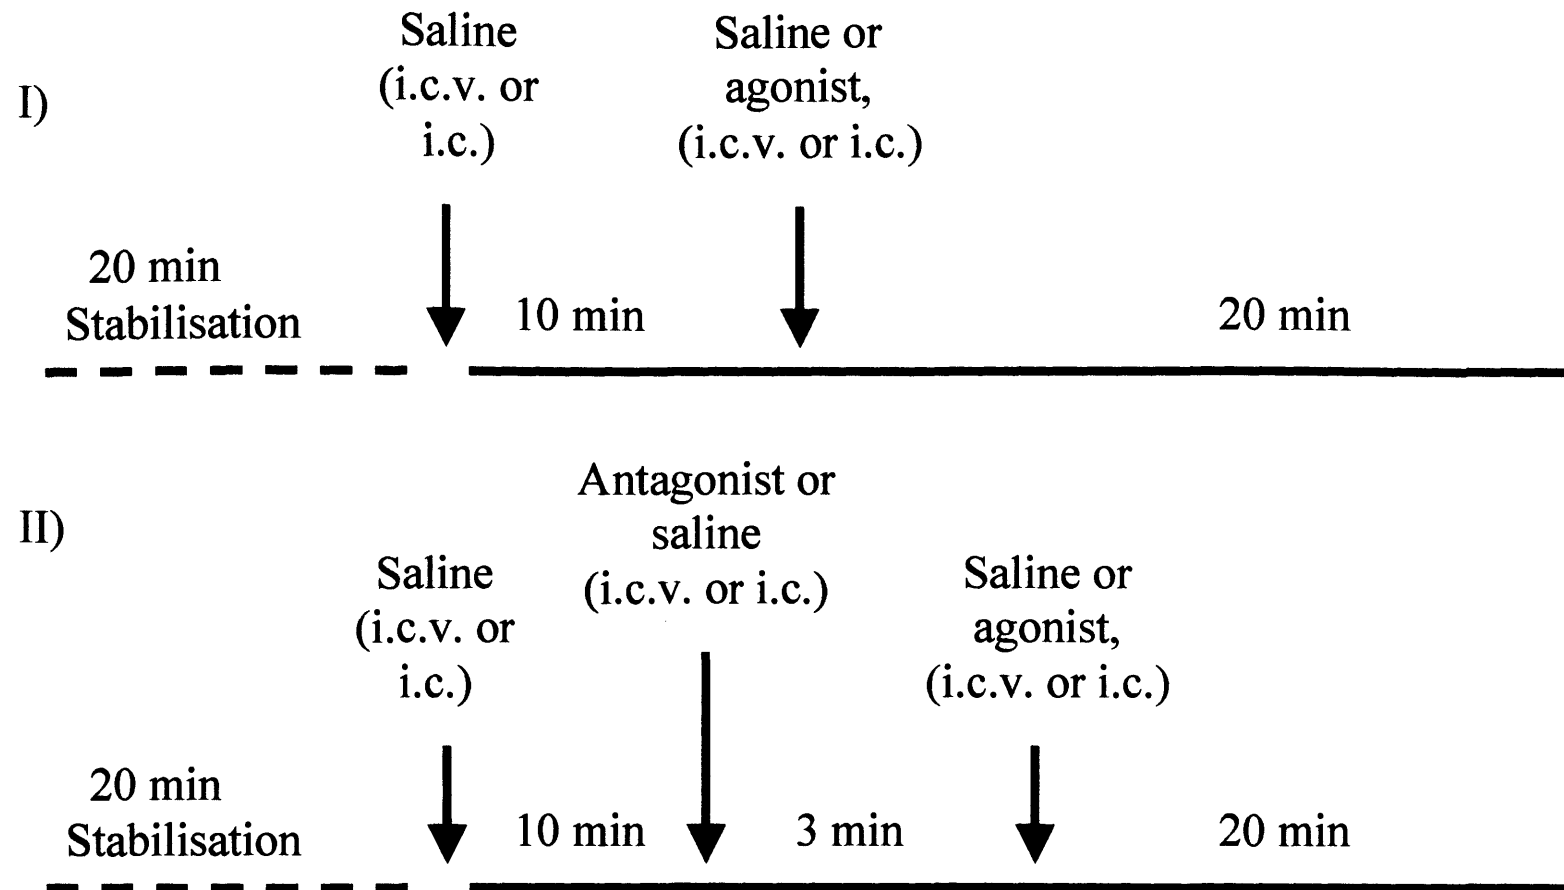 I)
Saline
(i.c.v. or
i.c.)
Saline or
agonist,
(i.c.v. or i.c.)
20 min
Stabilisation
10 min
20 min
II)
Saline
(i.c.v. or
i.c.)
Antagonist or
saline
(i.c.v. or i.c.)
Saline or
agonist,
(i.c.v. or i.c.)
20 min
Stabilisation
10 min
3 min
20 min